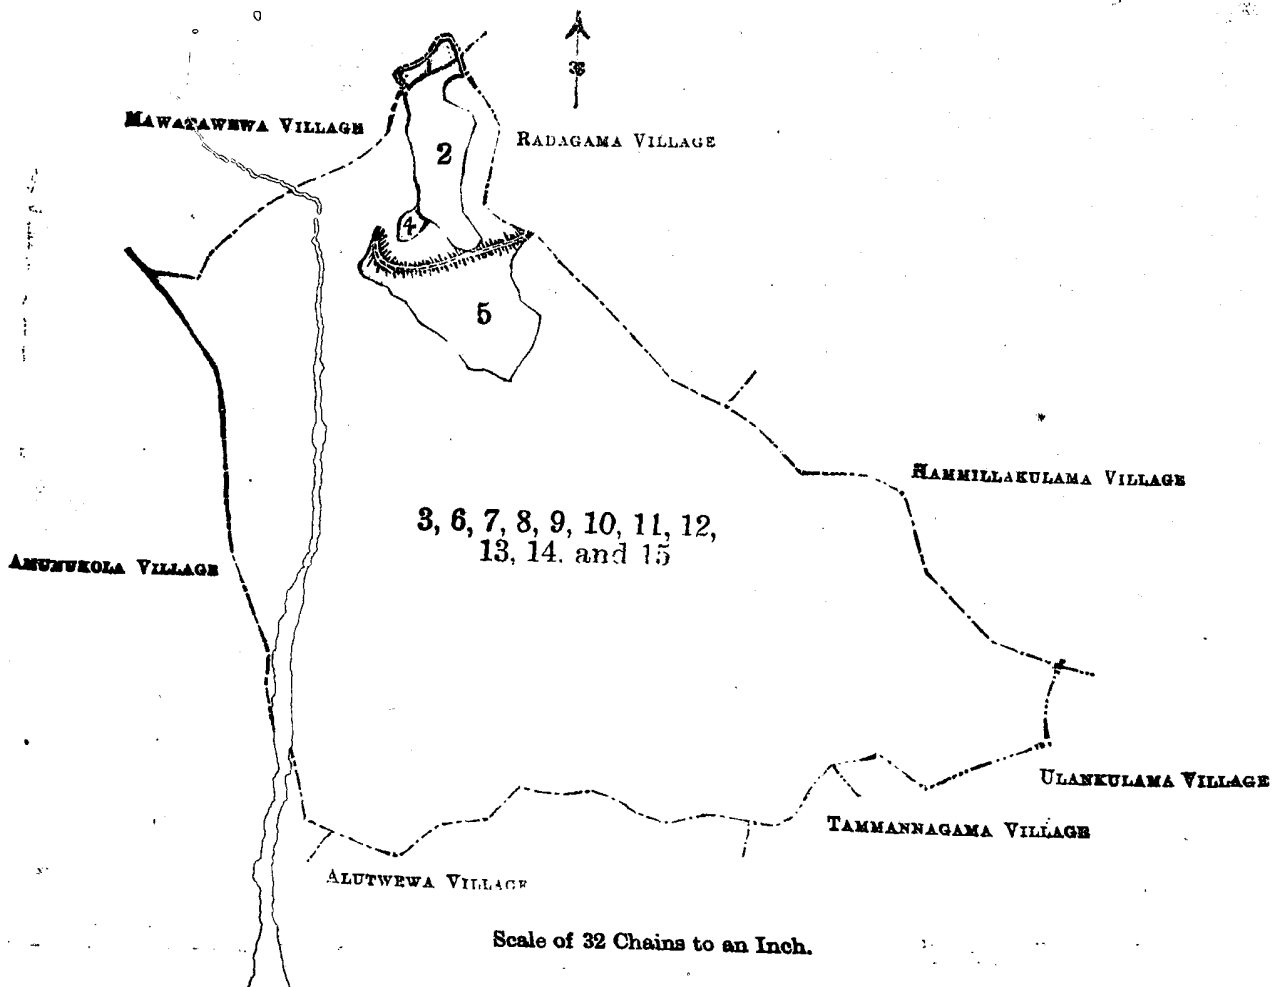 MAWATAWEWA VILLAGE
RADAGAMA VILLAGE
2
4
5
HAMMILLAKULAMA VILLAGE
3, 6, 7, 8, 9, 10, 11, 12,
13, 14. and 15
AMUNUKOLA VILLAGE
ULANKULAMA VILLAGE
TAMMANNAGAMA VILLAGE
ALUTWEWA VILLAGE
Scale of 32 Chains to an Inch.